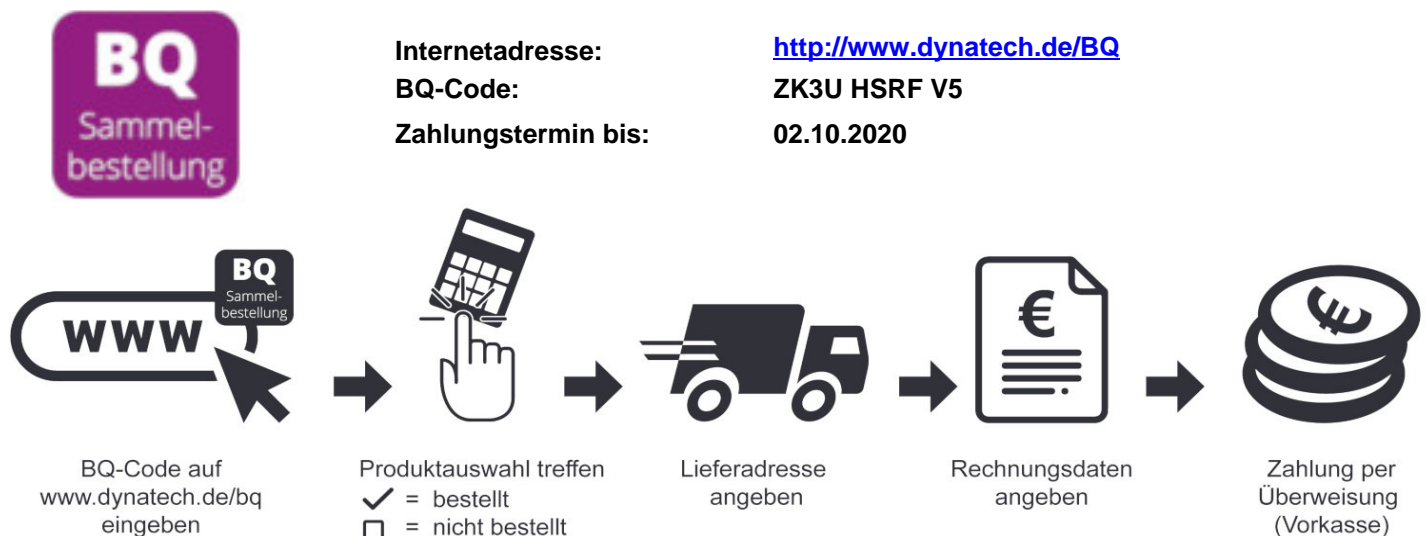 BQ
Sammel-
bestellung
Internetadresse: http://www.dynatech.de/BQ
BQ-Code: ZK3U HSRF V5
Zahlungstermin bis: 02.10.2020
BQ
Sammel-
bestellung
www
€
€
BQ-Code auf
www.dynatech.de/bq
eingeben
Produktauswahl treffen
✓ = bestellt
☐ = nicht bestellt
Lieferadresse
angeben
Rechnungsdaten
angeben
Zahlung per
Überweisung
(Vorkasse)